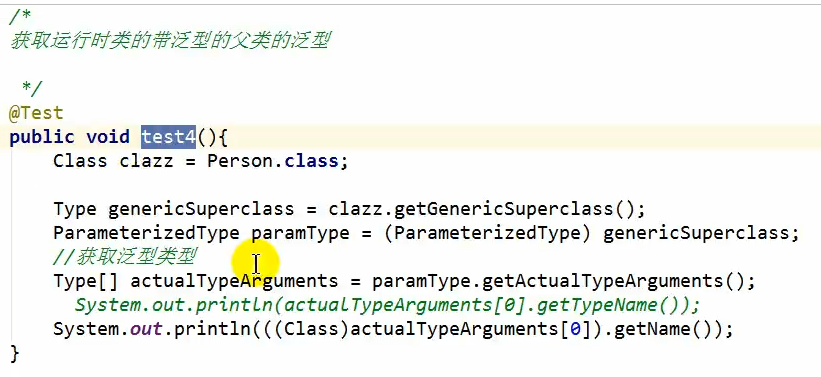 /*
获取运行时类的带泛型的父类的泛型
*/
@Test
public void test4(){
Class clazz = Person.class;
Type genericSuperclass = clazz.getGenericSuperclass();
ParameterizedType paramType = (ParameterizedType) genericSuperclass;
//获取泛型类型
Type[] actualTypeArguments = paramType.getActualTypeArguments();
System.out.println(actualTypeArguments[0].getTypeName());
System.out.println(((Class)actualTypeArguments[0]).getName());
}